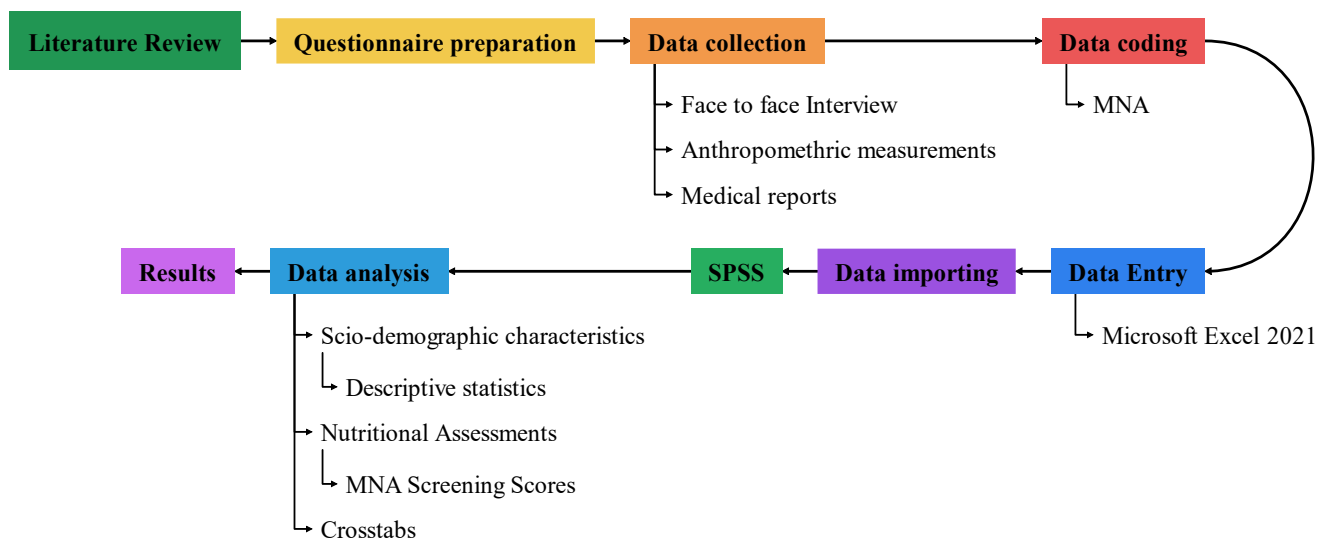 Literature Review
Questionnaire preparation
Data collection
Data coding
Face to face Interview
MNA
Anthropomethric measurements
Medical reports
Results
Data analysis
SPSS
Data importing
Data Entry
Scio-demographic characteristics
Microsoft Excel 2021
Descriptive statistics
Nutritional Assessments
MNA Screening Scores
Crosstabs